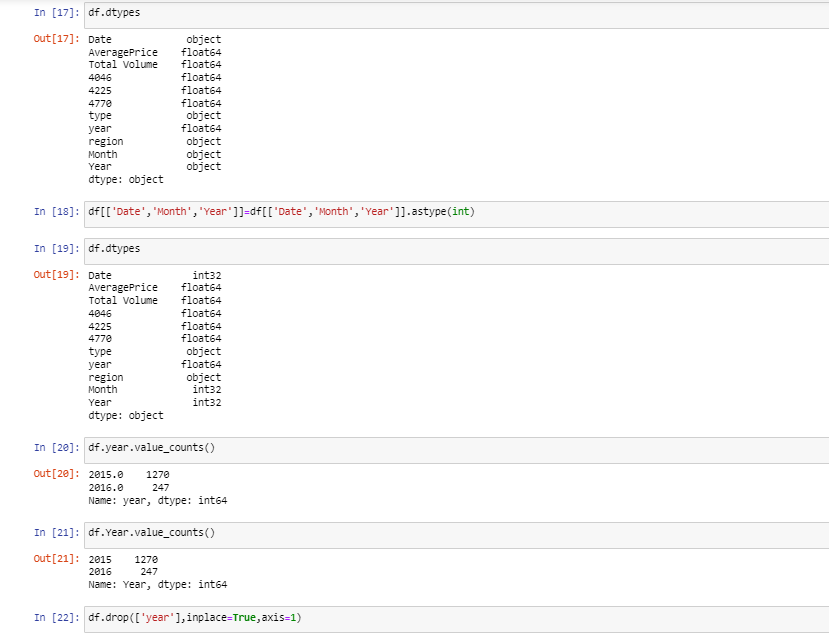 In [17]: df.dtypes
Out[17]: Date object
AveragePrice float64
Total Volume float64
4046 float64
4225 float64
4770 float64
type object
year float64
region object
Month object
Year object
dtype: object
In [18]: df[['Date','Month','Year']]=df[['Date','Month','Year']].astype(int)
In [19]: df.dtypes
Out[19]: Date int32
AveragePrice float64
Total Volume float64
4046 float64
4225 float64
4770 float64
type object
year float64
region object
Month int32
Year int32
dtype: object
In [20]: df.year.value_counts()
Out[20]: 2015.0 1270
2016.0 247
Name: year, dtype: int64
In [21]: df.Year.value_counts()
Out[21]: 2015 1270
2016 247
Name: Year, dtype: int64
In [22]: df.drop(['year'],inplace=True,axis=1)